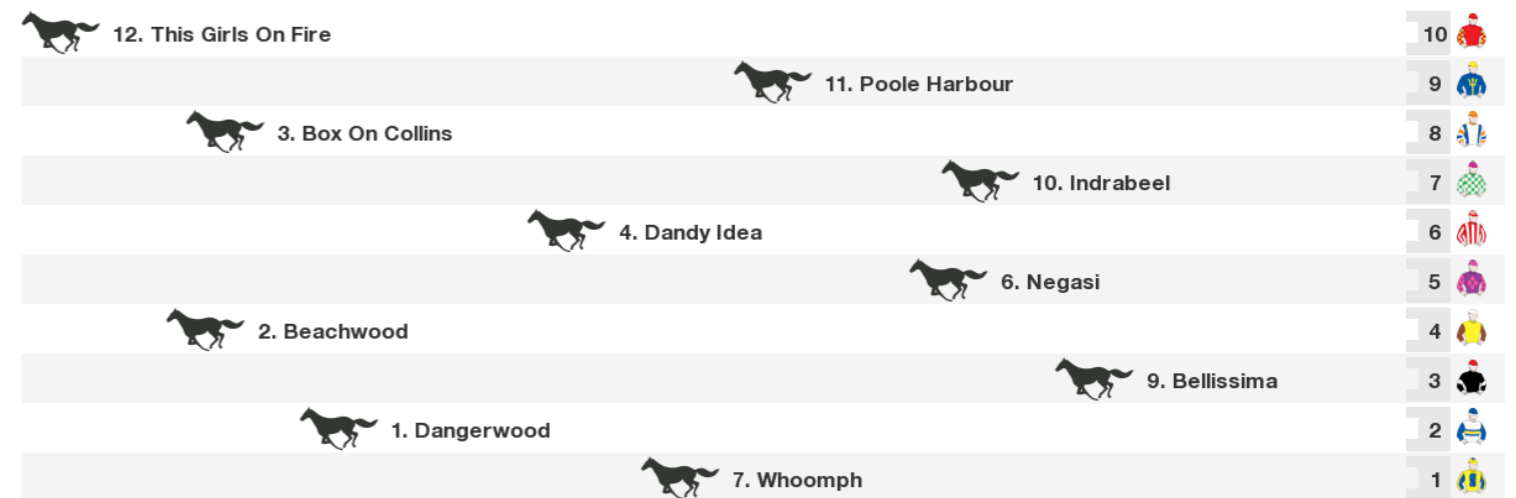 12. This Girls On Fire 10
11. Poole Harbour 9
3. Box On Collins 8
10. Indrabeel 7
4. Dandy Idea 6
6. Negasi 5
2. Beachwood 4
9. Bellissima 3
1. Dangerwood 2
7. Whoomph 1